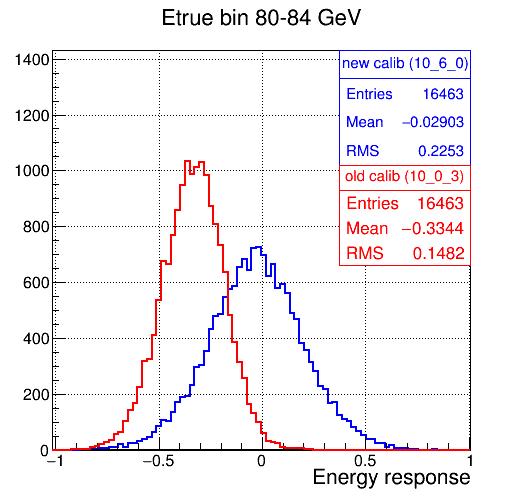 Etrue bin 80-84 GeV
new calib (10_6_0)
Entries 16463
Mean −0.02903
RMS 0.2253
old calib (10_0_3)
Entries 16463
Mean −0.3344
RMS 0.1482
1400
1200
1000
800
600
400
200
0
−1 −0.5 0 0.5 1
Energy response